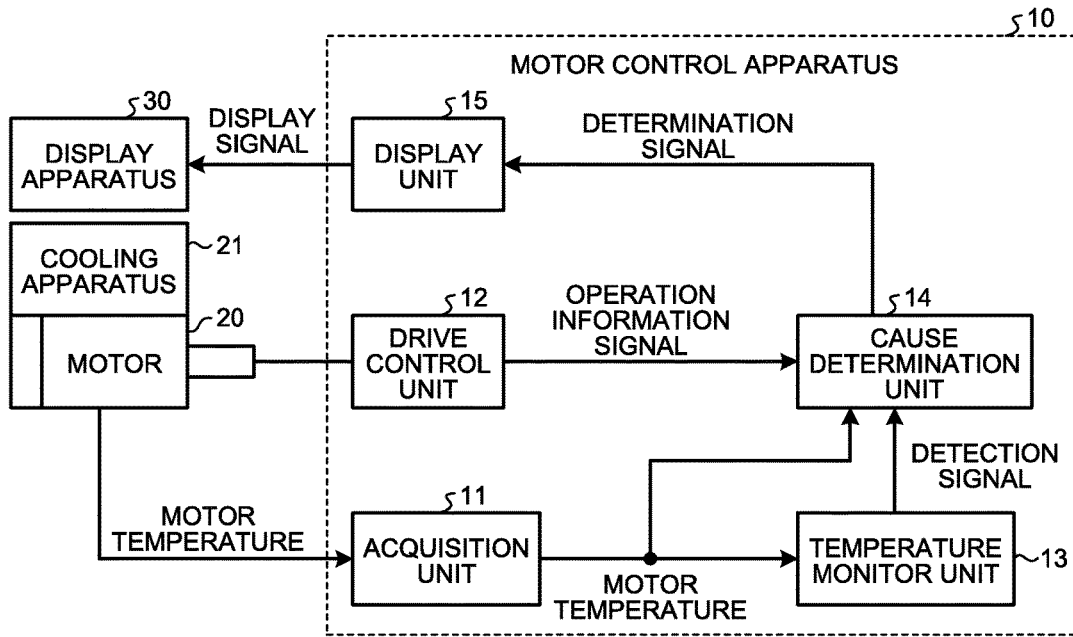 10
MOTOR CONTROL APPARATUS
30
DISPLAY
APPARATUS
DISPLAY
SIGNAL
15
DISPLAY
UNIT
DETERMINATION
SIGNAL
COOLING
APPARATUS
21
20
MOTOR
12
DRIVE
CONTROL
UNIT
OPERATION
INFORMATION
SIGNAL
14
CAUSE
DETERMINATION
UNIT
DETECTION
SIGNAL
MOTOR
TEMPERATURE
11
ACQUISITION
UNIT
MOTOR
TEMPERATURE
TEMPERATURE
MONITOR UNIT
13